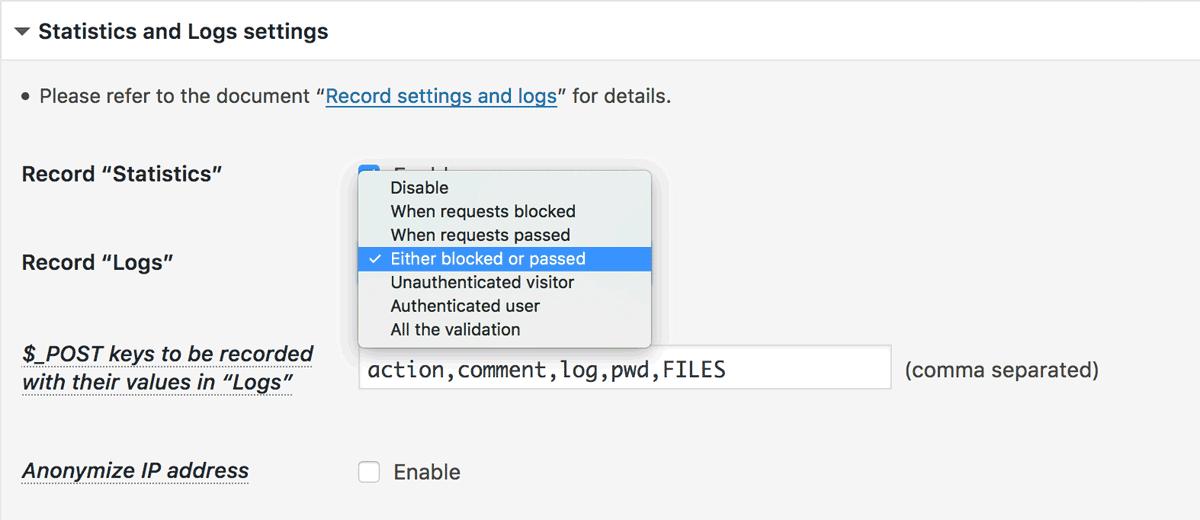 Statistics and Logs settings
Please refer to the document “Record settings and logs” for details.
Record “Statistics”
Disable
When requests blocked
When requests passed
Record “Logs”
Either blocked or passed
Unauthenticated visitor
Authenticated user
All the validation
$_POST keys to be recorded
with their values in “Logs”
action,comment,log,pwd,FILES (comma separated)
Anonymize IP address Enable